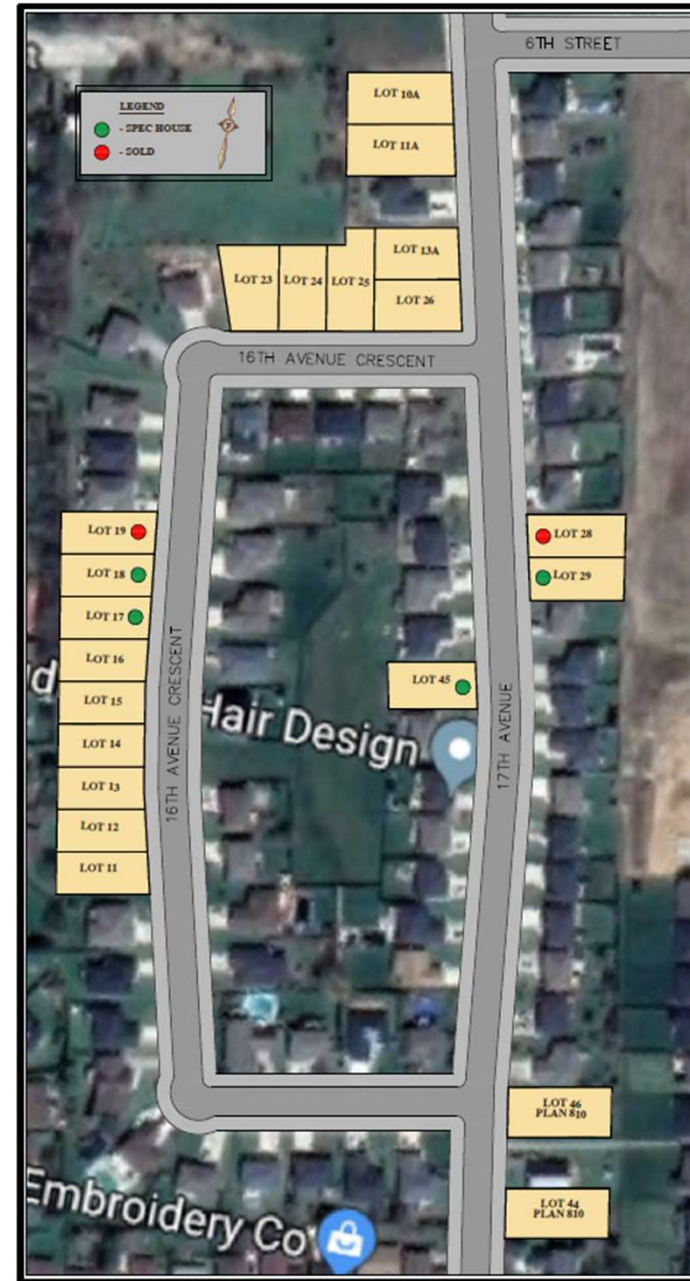 6TH STREET
LEGEND
- SPEC HOUSE
- SOLD
LOT 10A
LOT 11A
LOT 13A
LOT 23
LOT 24
LOT 25
LOT 26
16TH AVENUE CRESCENT
LOT 19
LOT 18
LOT 17
LOT 16
LOT 15
LOT 14
LOT 13
LOT 12
LOT 11
16TH AVENUE CRESCENT
LOT 28
LOT 29
LOT 45
Hair Design
17TH AVENUE
LOT 46
PLAN 810
LOT 44
PLAN 810
Embroidery Co